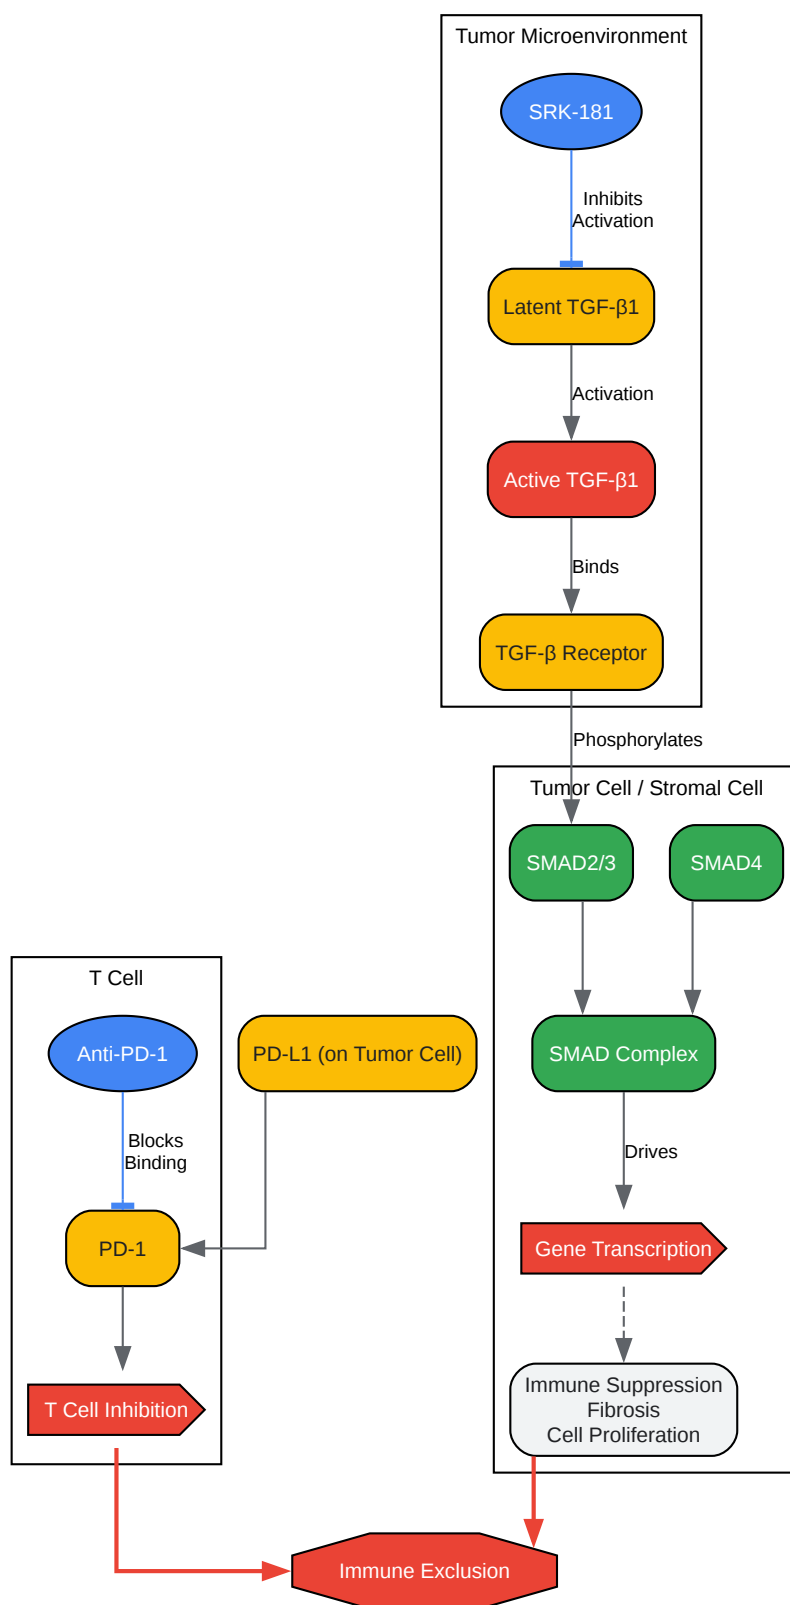 Tumor Microenvironment
SRK-181
Inhibits
Activation
Latent TGF-β1
Activation
Active TGF-β1
Binds
TGF-β Receptor
Phosphorylates
Tumor Cell / Stromal Cell
SMAD2/3
SMAD4
T Cell
Anti-PD-1
PD-L1 (on Tumor Cell)
SMAD Complex
Blocks
Binding
Drives
PD-1
Gene Transcription
T Cell Inhibition
Immune Suppression
Fibrosis
Cell Proliferation
Immune Exclusion